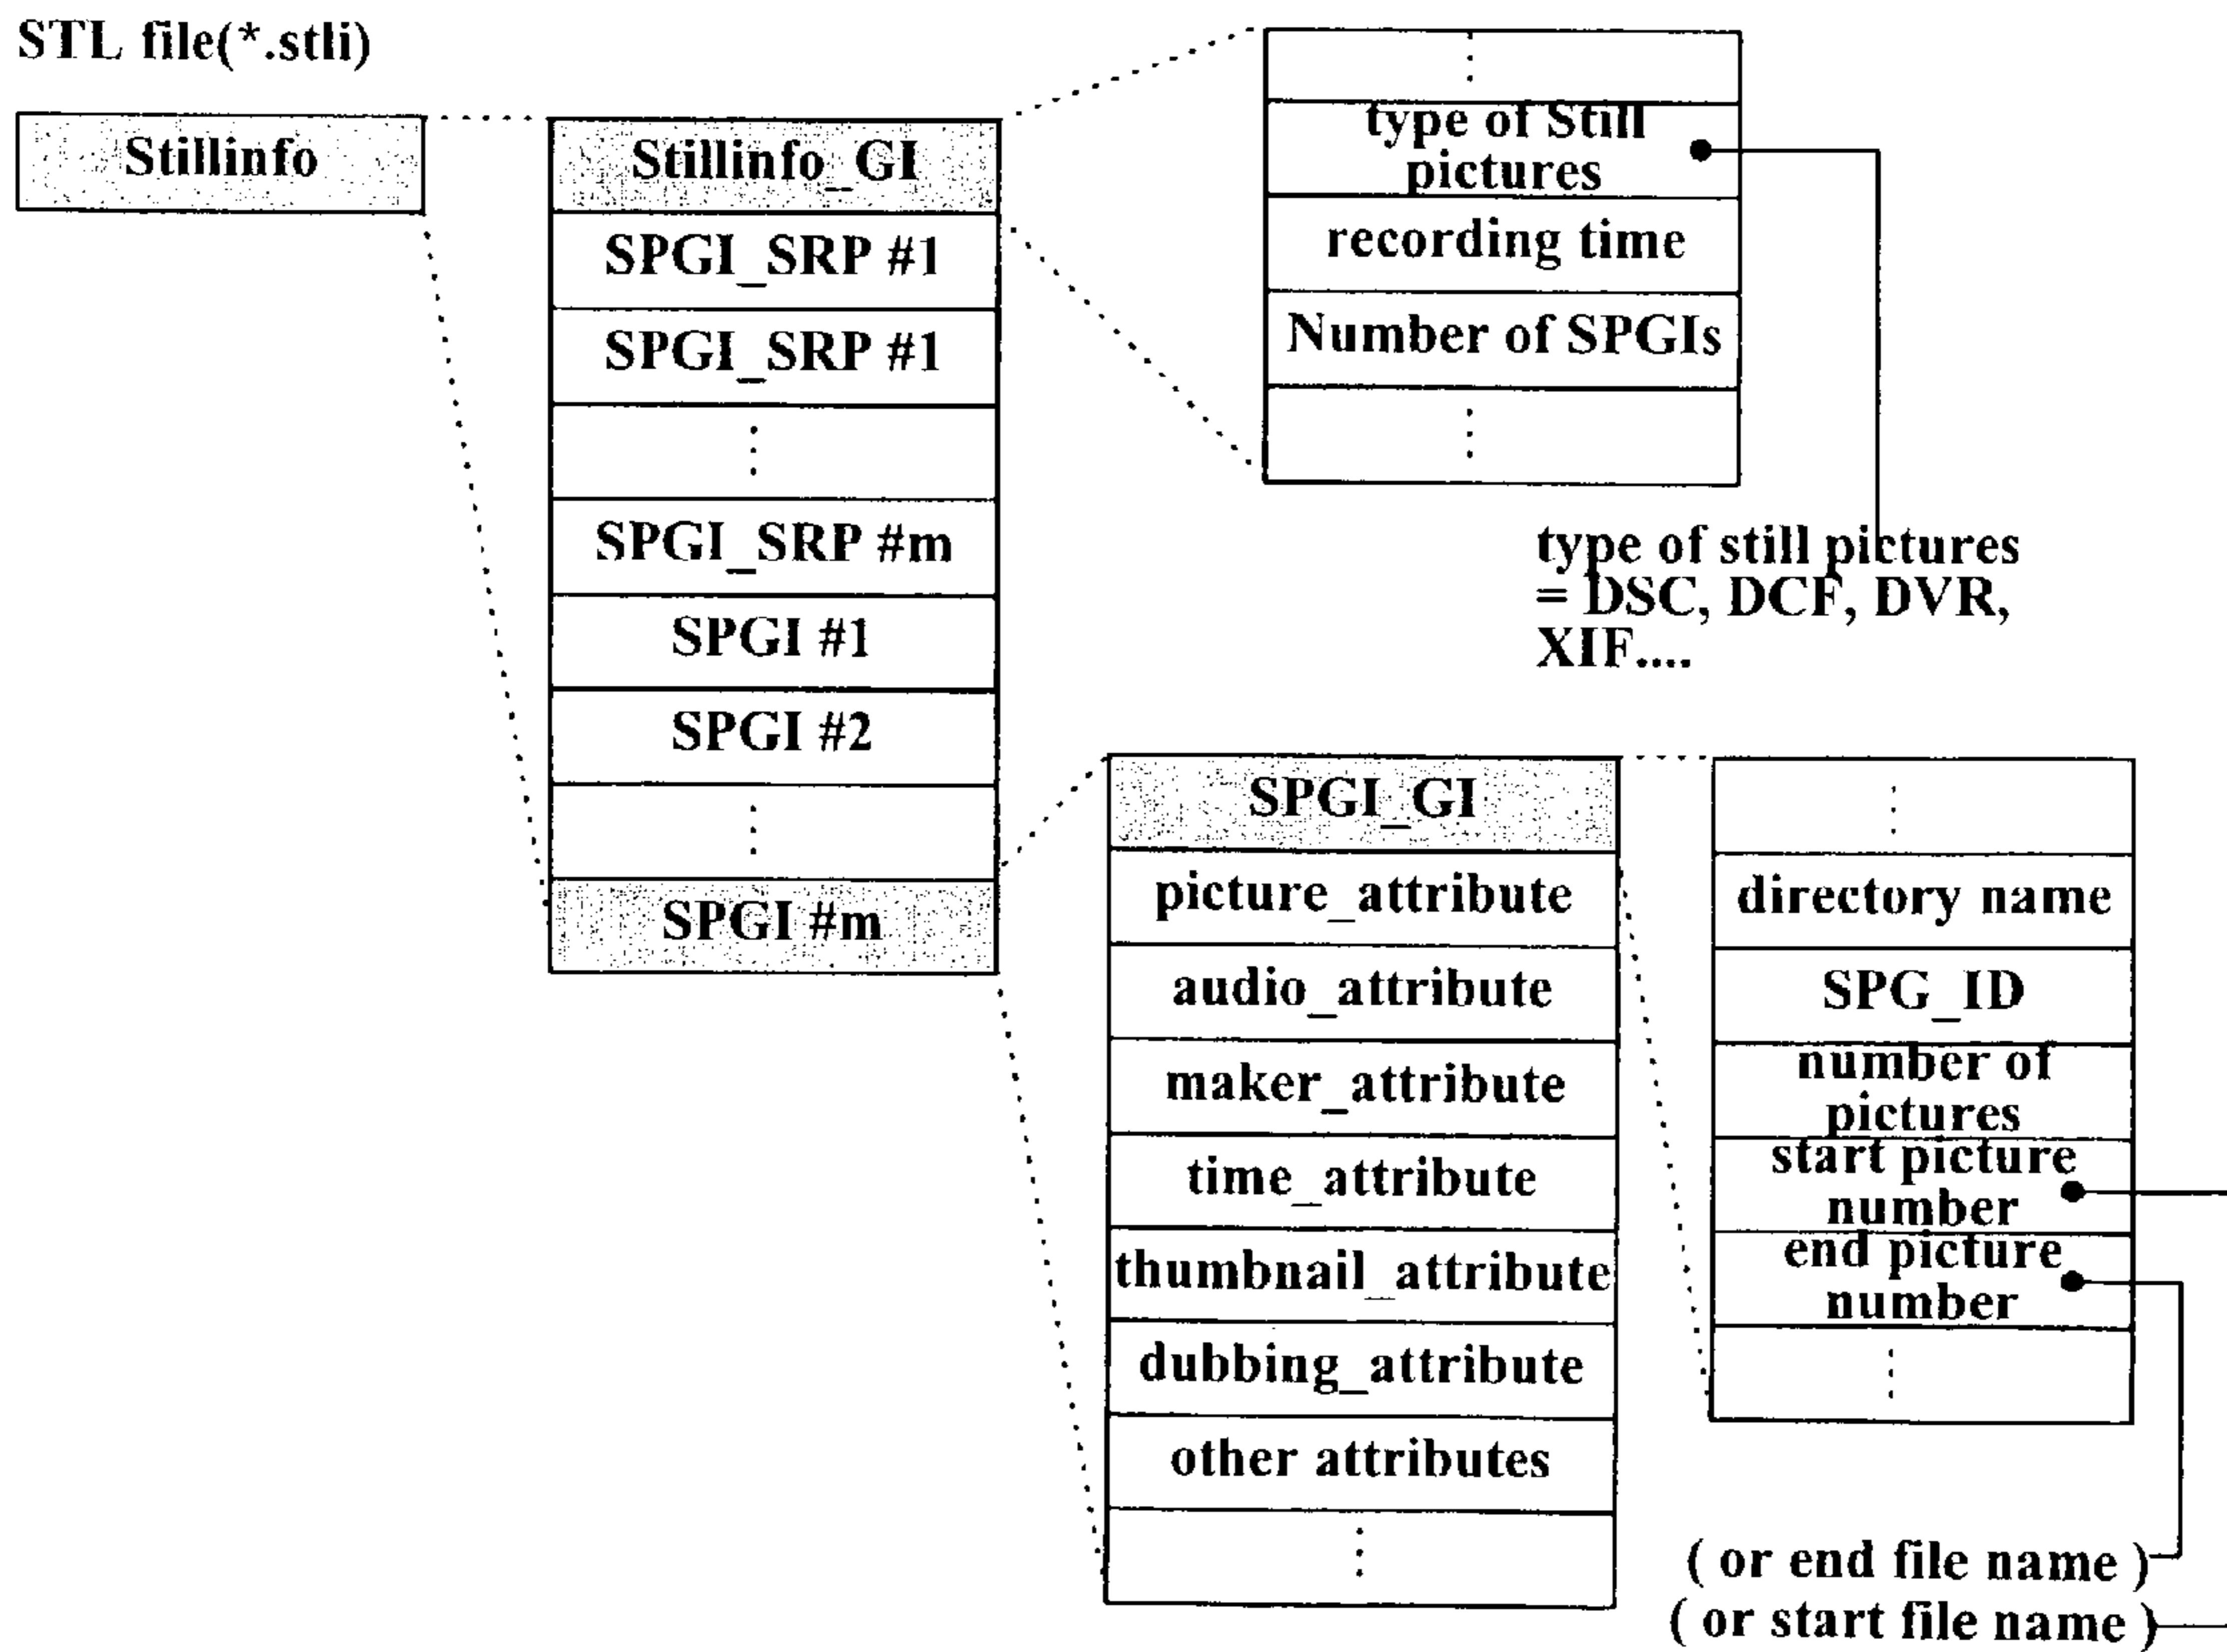 STL file(*.stli)
Stillinfo
Stillinfo_GI
SPGI_SRP #1
SPGI_SRP #1
SPGI_SRP #m
SPGI #1
SPGI #2
SPGI #m
type of Still
pictures
recording time
Number of SPGIs
type of still pictures
= DSC, DCF, DVR,
XIF....
SPGI_GI
picture_attribute
audio_attribute
maker_attribute
time_attribute
thumbnail_attribute
dubbing_attribute
other attributes
directory name
SPG_ID
number of
pictures
start picture
number
end picture
number
( or end file name )
( or start file name )